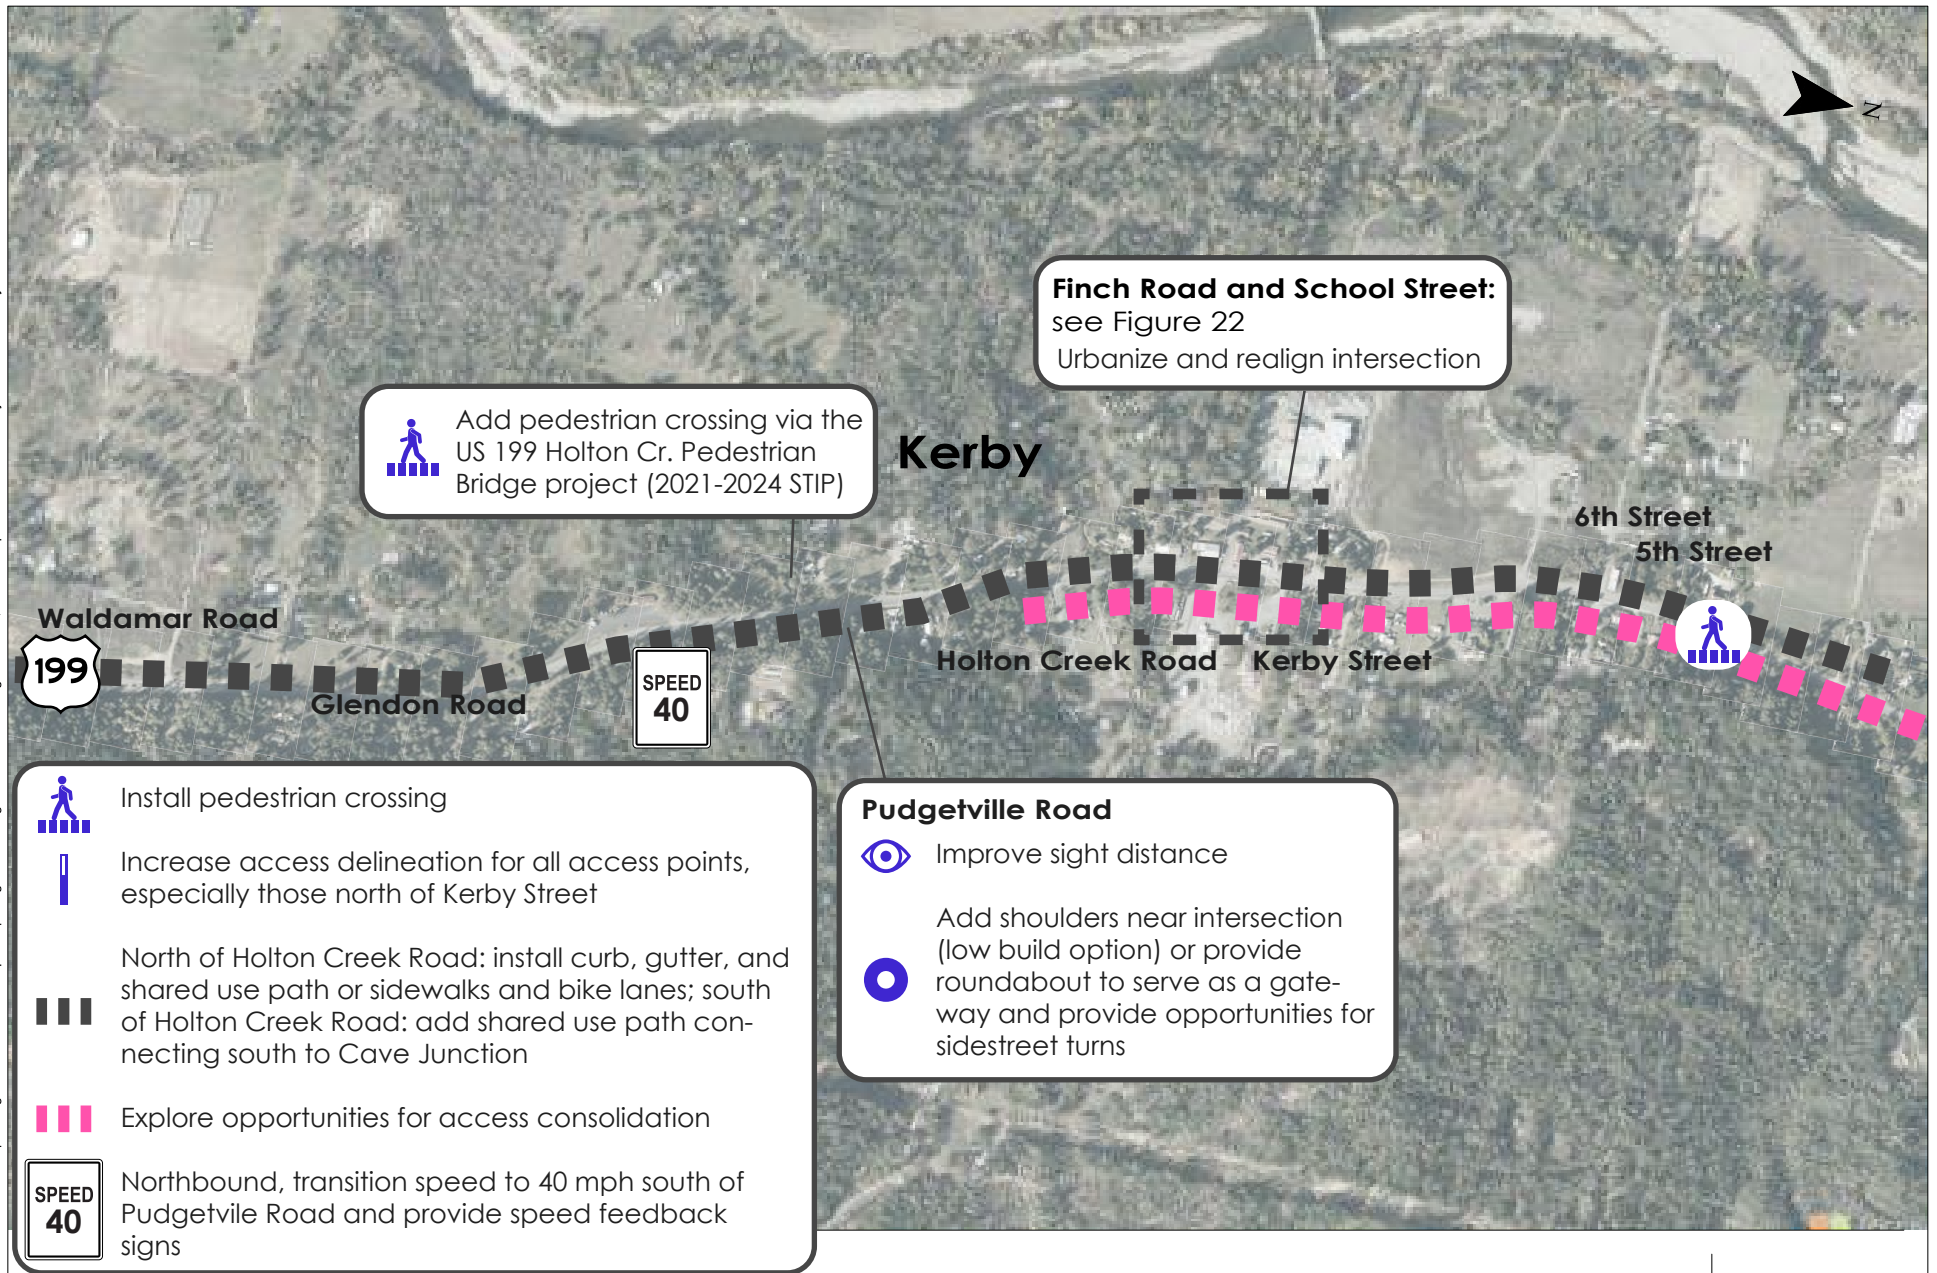 N
Finch Road and School Street:
see Figure 22
Urbanize and realign intersection
Add pedestrian crossing via the
US 199 Holton Cr. Pedestrian
Bridge project (2021-2024 STIP)
Kerby
6th Street
5th Street
Waldamar Road
199
Glendon Road
SPEED
40
Holton Creek Road
Kerby Street
Install pedestrian crossing
Increase access delineation for all access points,
especially those north of Kerby Street
North of Holton Creek Road: install curb, gutter, and
shared use path or sidewalks and bike lanes; south
of Holton Creek Road: add shared use path con-
necting south to Cave Junction
Explore opportunities for access consolidation
SPEED
40
Northbound, transition speed to 40 mph south of
Pudgetvile Road and provide speed feedback
signs
Pudgetville Road
Improve sight distance
Add shoulders near intersection
(low build option) or provide
roundabout to serve as a gate-
way and provide opportunities for
sidestreet turns